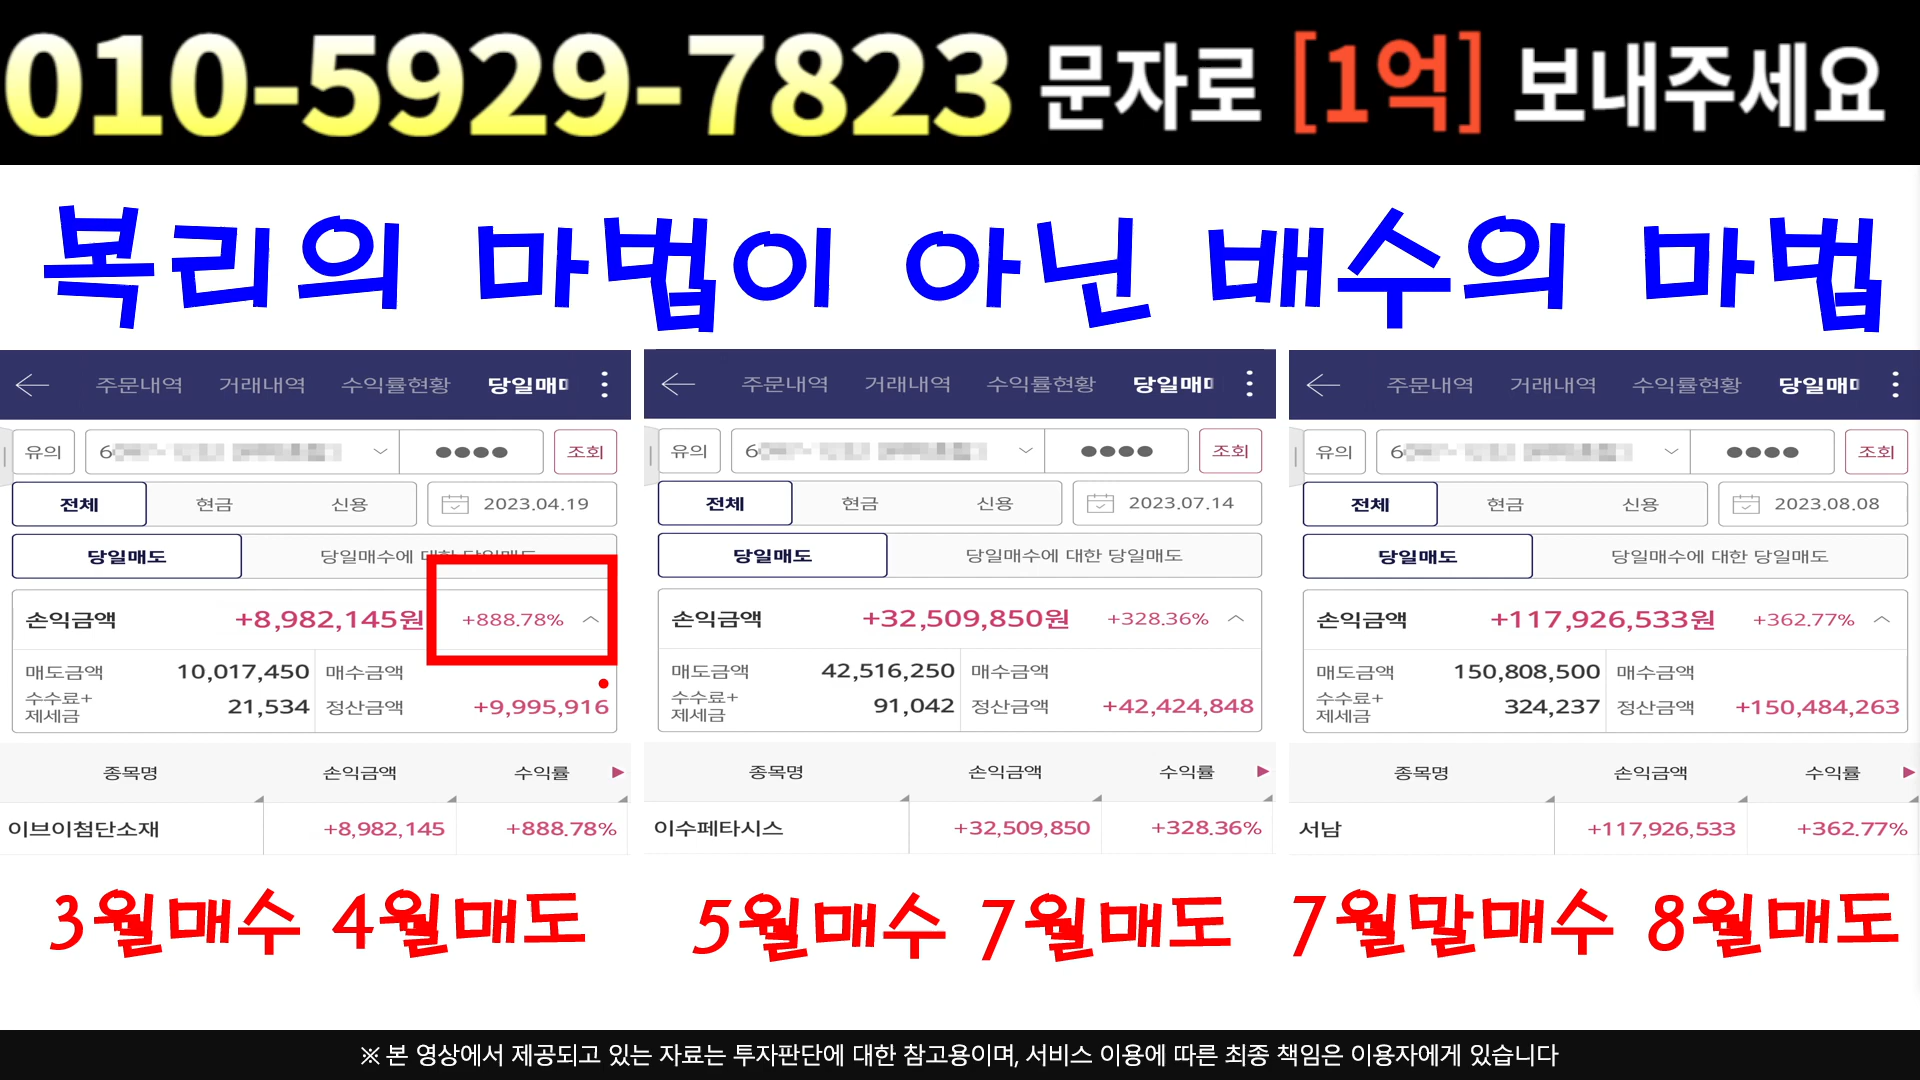 010-5929-7823 문자로 [1억] 보내주세요
복리의 마법이 아닌 배수의 마법
주문내역 거래내역 수익률현황 당일매
유의 6 ●●●● 조회
전체 현금 신용 2023.04.19
당일매도 당일매수에 대한 당일매도
손익금액 +8,982,145원 +888.78%
매도금액 10,017,450 매수금액
수수료+
제세금 21,534 정산금액 +9,995,916
종목명 손익금액 수익률
이브이첨단소재 +8,982,145 +888.78%
3월매수 4월매도
주문내역 거래내역 수익률현황 당일매
유의 6 ●●●● 조회
전체 현금 신용 2023.07.14
당일매도 당일매수에 대한 당일매도
손익금액 +32,509,850원 +328.36%
매도금액 42,516,250 매수금액
수수료+
제세금 91,042 정산금액 +42,424,848
종목명 손익금액 수익률
이수페타시스 +32,509,850 +328.36%
5월매수 7월매도
주문내역 거래내역 수익률현황 당일매
유의 6 ●●●● 조회
전체 현금 신용 2023.08.08
당일매도 당일매수에 대한 당일매도
손익금액 +117,926,533원 +362.77%
매도금액 150,808,500 매수금액
수수료+
제세금 324,237 정산금액 +150,484,263
종목명 손익금액 수익률
서남 +117,926,533 +362.77%
7월말매수 8월매도
※ 본 영상에서 제공되고 있는 자료는 투자판단에 대한 참고용이며, 서비스 이용에 따른 최종 책임은 이용자에게 있습니다